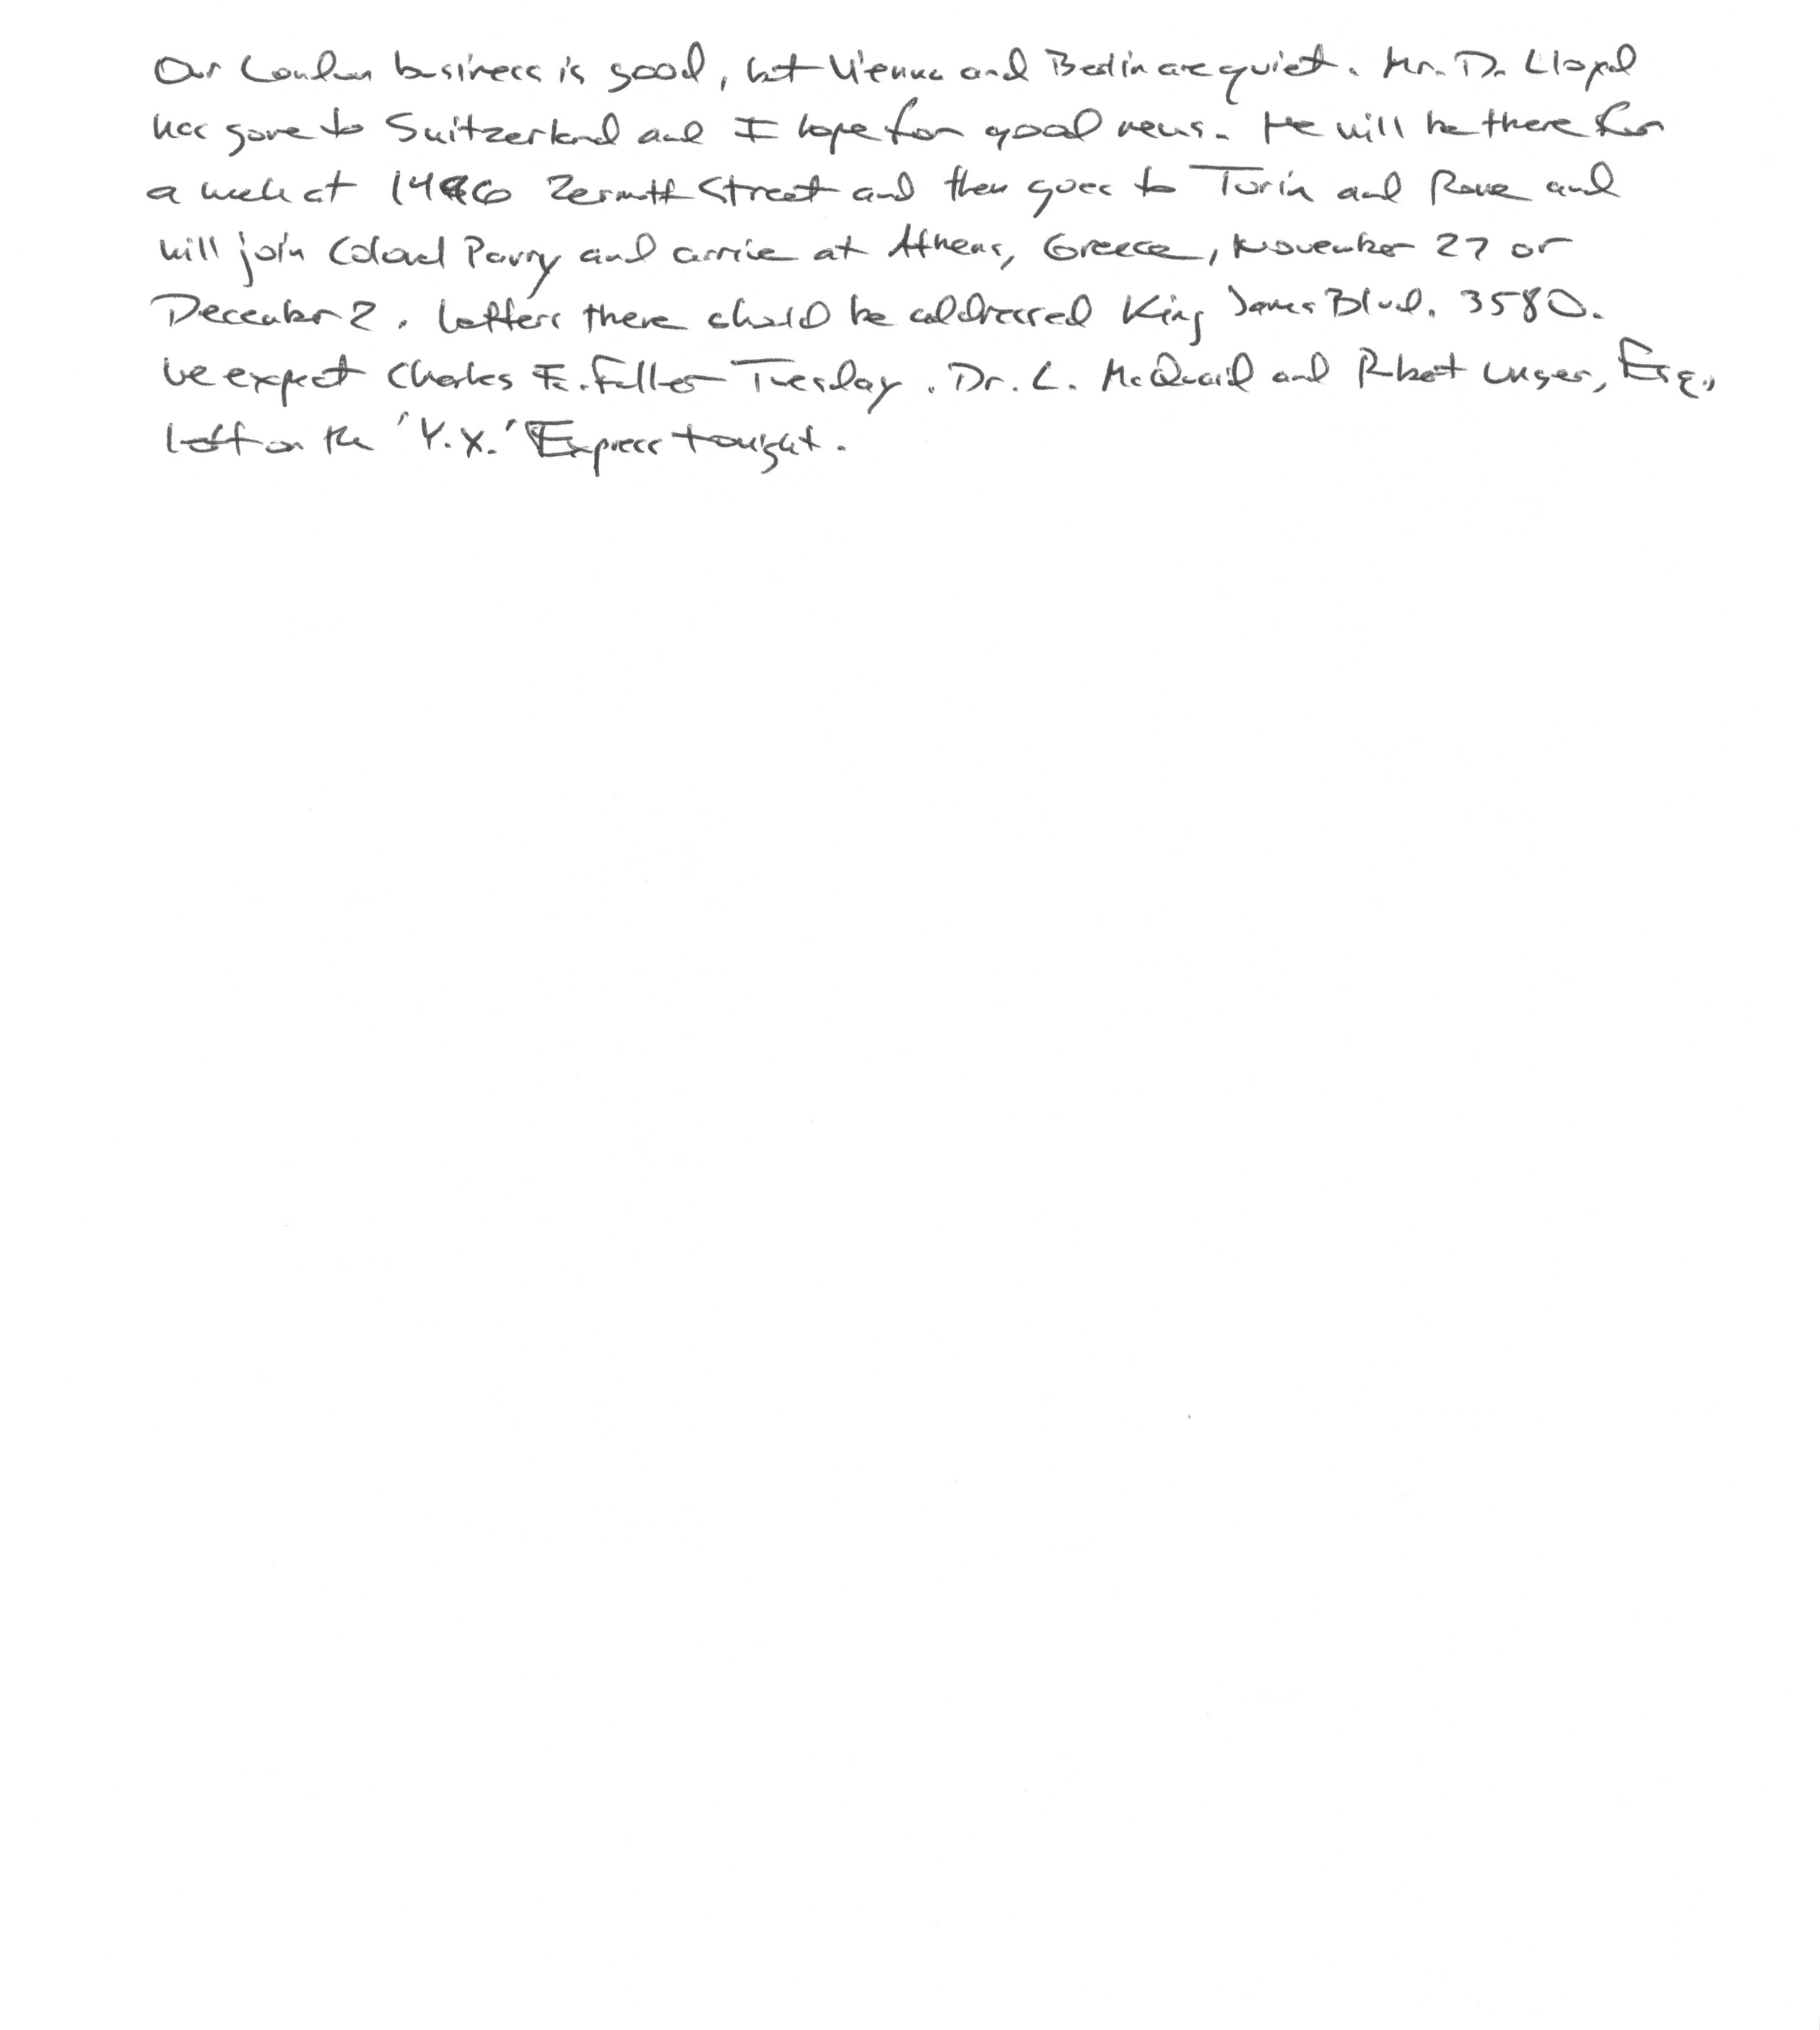 Our London business is good, but Vienna and Berlin are quiet. Mr. D. Lloyd
has gone to Switzerland and I hope for good news. He will be there for
a week at 1496 Zermott Street and then goes to Turin and Rome and
will join Colonel Parry and arrive at Athens, Greece, November 27 or
December 2. Letters there should be addressed King James Blvd. 3580.
We expect Charles E. Fuller Tuesday. Dr. L. McQuaid and Robert Unger, Esq.,
left on the 'Y.X.' Express tonight.